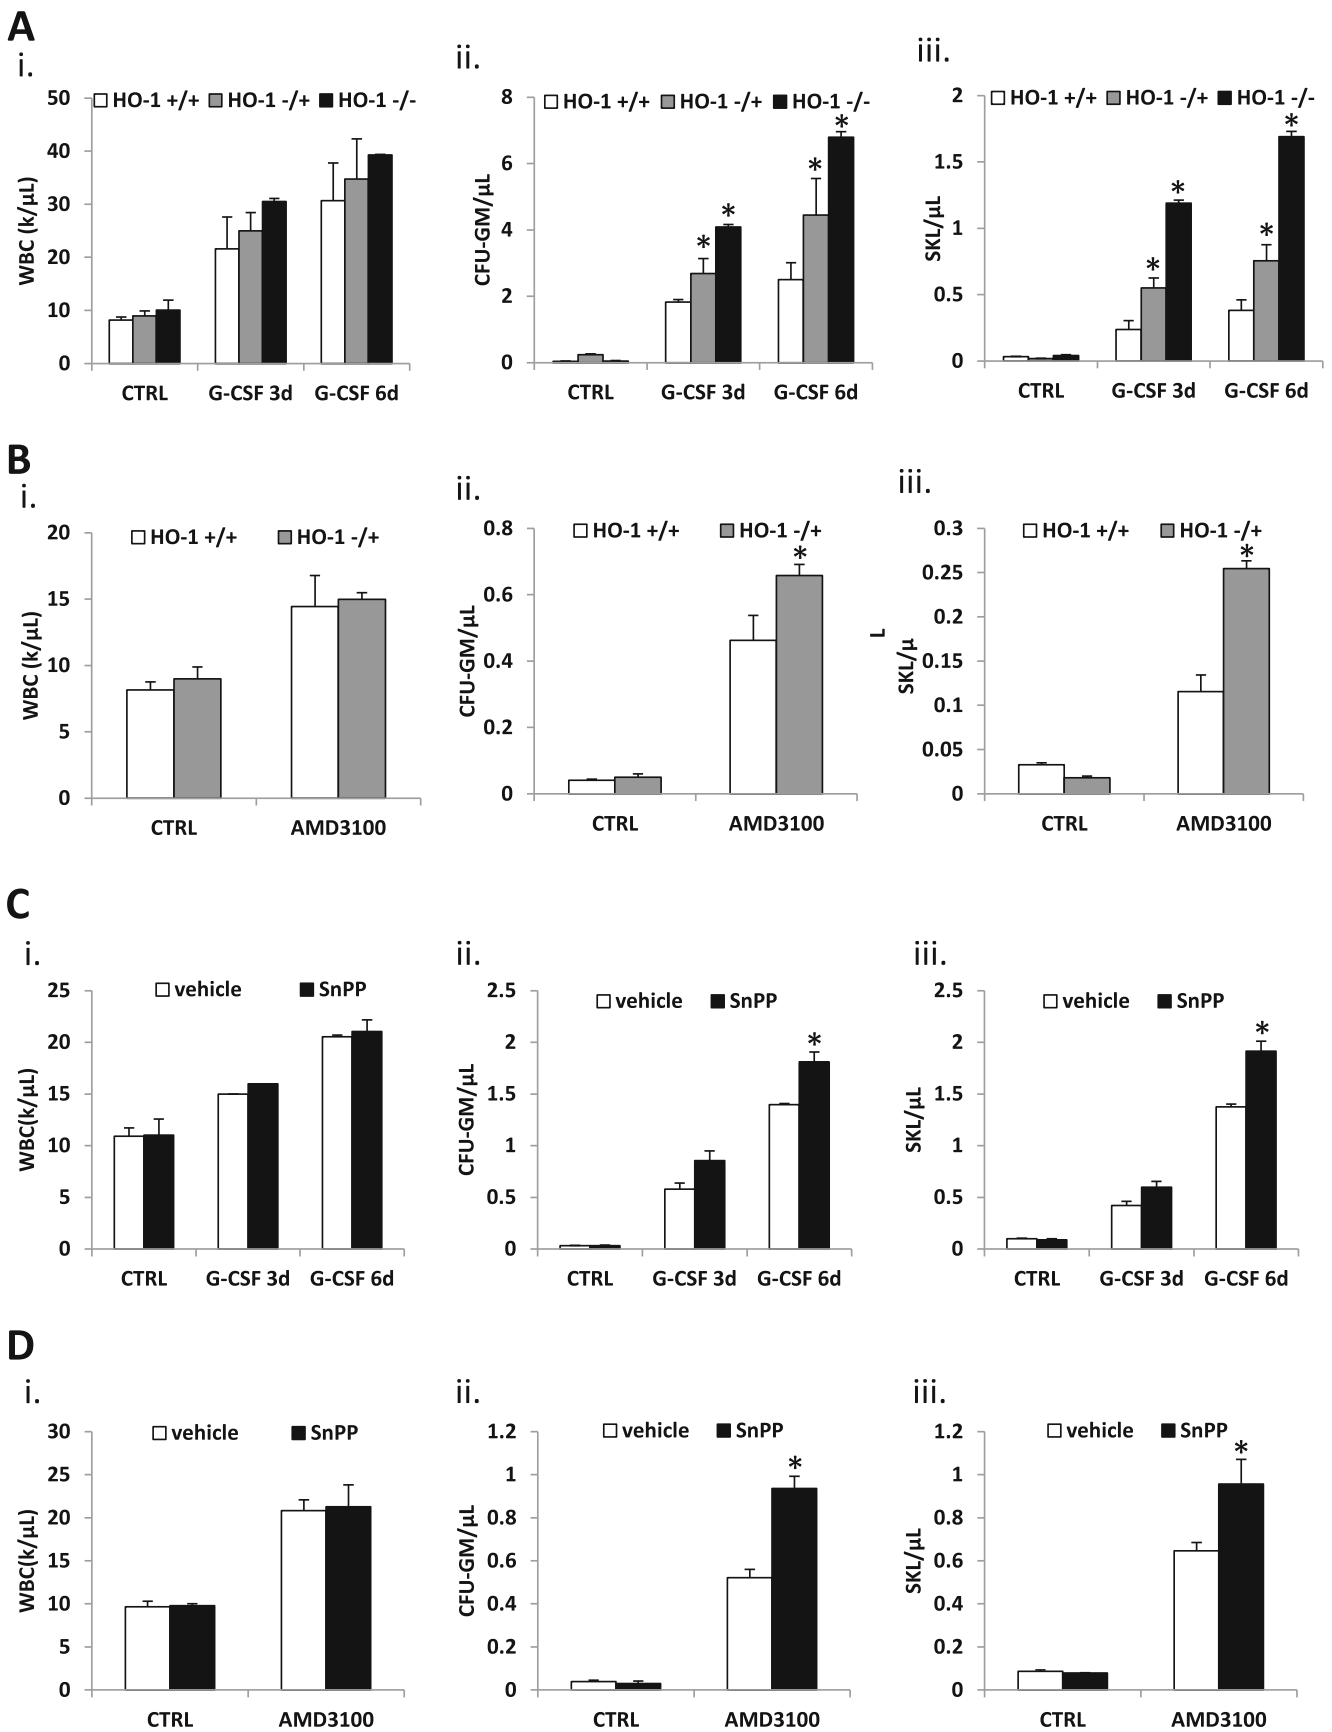 A
i.
HO-1 +/+ HO-1 -/+ HO-1 -/-
WBC (k/µL)
50
40
30
20
10
0
CTRL G-CSF 3d G-CSF 6d
ii.
HO-1 +/+ HO-1 -/+ HO-1 -/-
CFU-GM/µL
8
6
4
2
0
* * * *
CTRL G-CSF 3d G-CSF 6d
iii.
HO-1 +/+ HO-1 -/+ HO-1 -/-
SKL/µL
2
1.5
1
0.5
0
* * * *
CTRL G-CSF 3d G-CSF 6d
B
i.
HO-1 +/+ HO-1 -/+
WBC (k/µL)
20
15
10
5
0
CTRL AMD3100
ii.
HO-1 +/+ HO-1 -/+
CFU-GM/µL
0.8
0.6
0.4
0.2
0
*
CTRL AMD3100
iii.
HO-1 +/+ HO-1 -/+
SKL/µ
L
0.3
0.25
0.2
0.15
0.1
0.05
0
*
CTRL AMD3100
C
i.
vehicle SnPP
WBC(k/µL)
25
20
15
10
5
0
CTRL G-CSF 3d G-CSF 6d
ii.
vehicle SnPP
CFU-GM/µL
2.5
2
1.5
1
0.5
0
*
CTRL G-CSF 3d G-CSF 6d
iii.
vehicle SnPP
SKL/µL
2.5
2
1.5
1
0.5
0
*
CTRL G-CSF 3d G-CSF 6d
D
i.
vehicle SnPP
WBC(k/µL)
30
25
20
15
10
5
0
CTRL AMD3100
ii.
vehicle SnPP
CFU-GM/µL
1.2
1
0.8
0.6
0.4
0.2
0
*
CTRL AMD3100
iii.
vehicle SnPP
SKL/µL
1.2
1
0.8
0.6
0.4
0.2
0
*
CTRL AMD3100